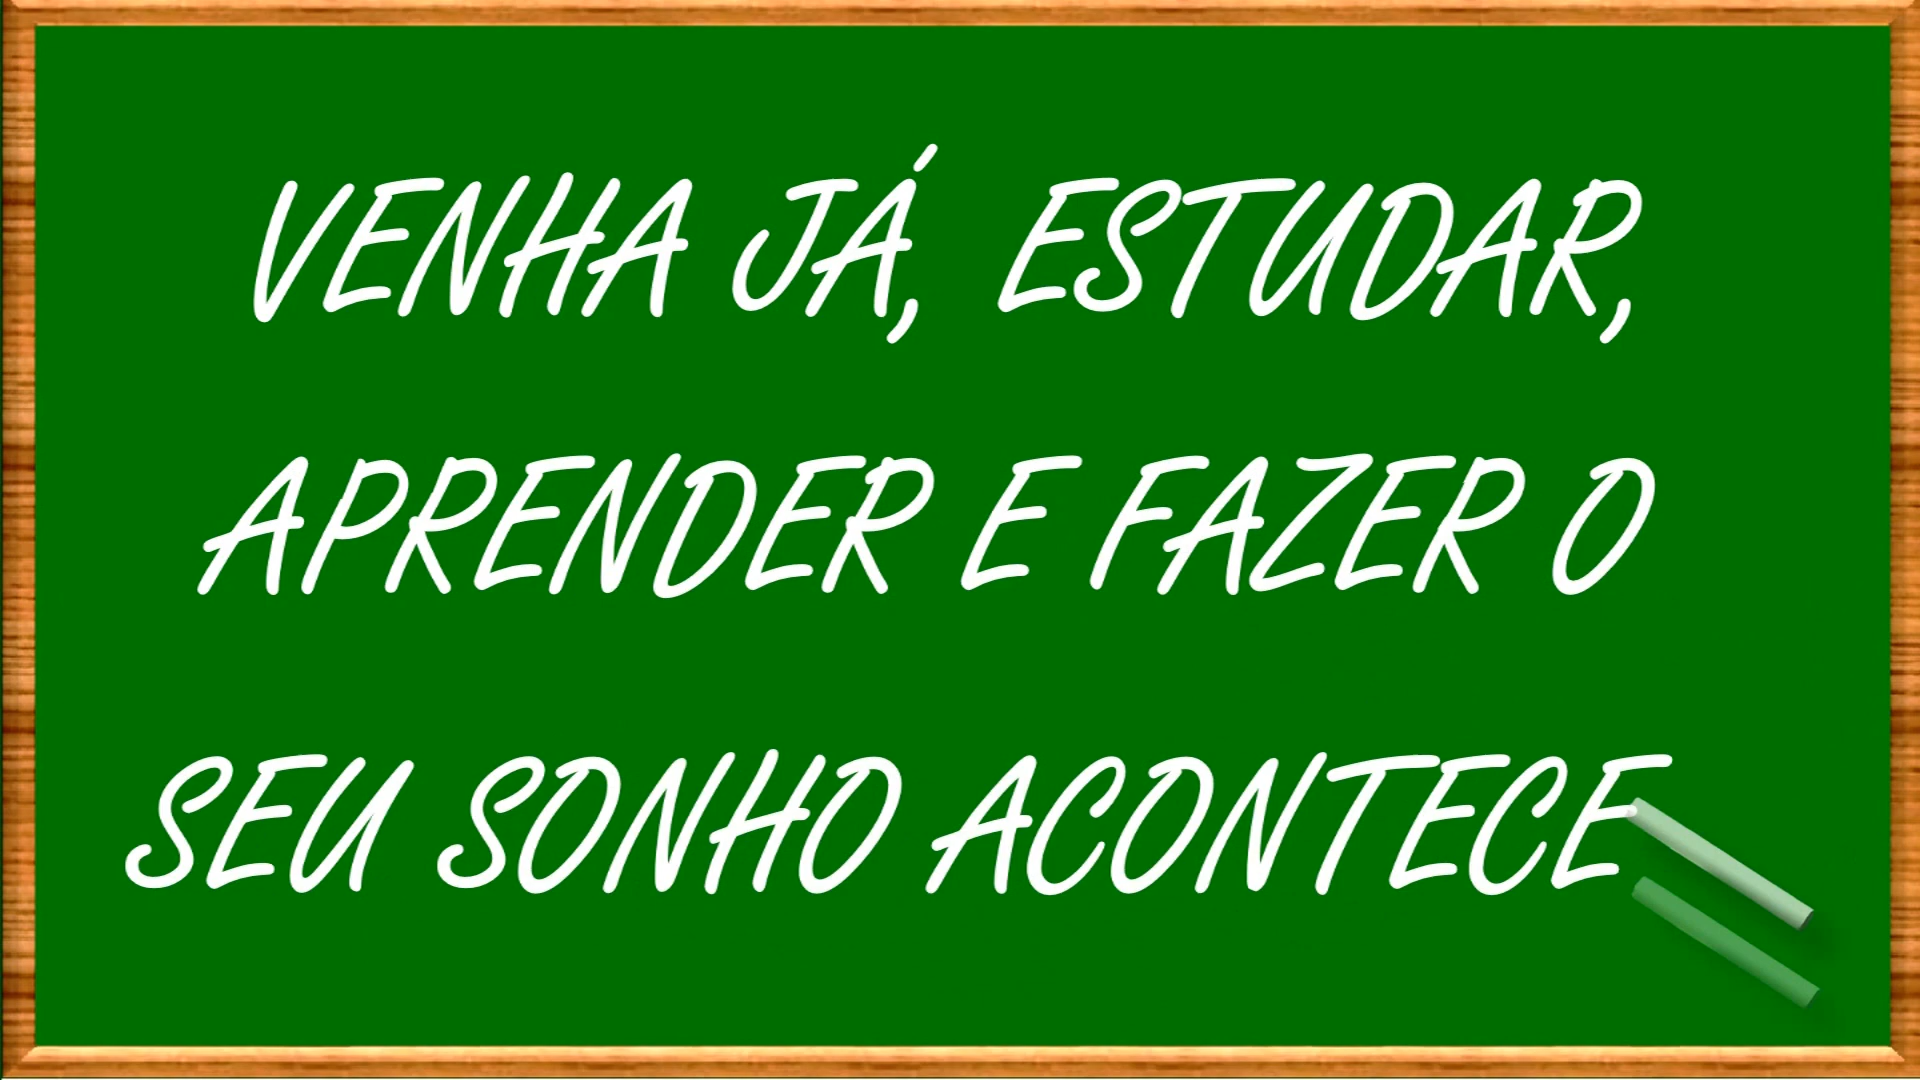 VENHA JÁ, ESTUDAR,
APRENDER E FAZER O
SEU SONHO ACONTECE